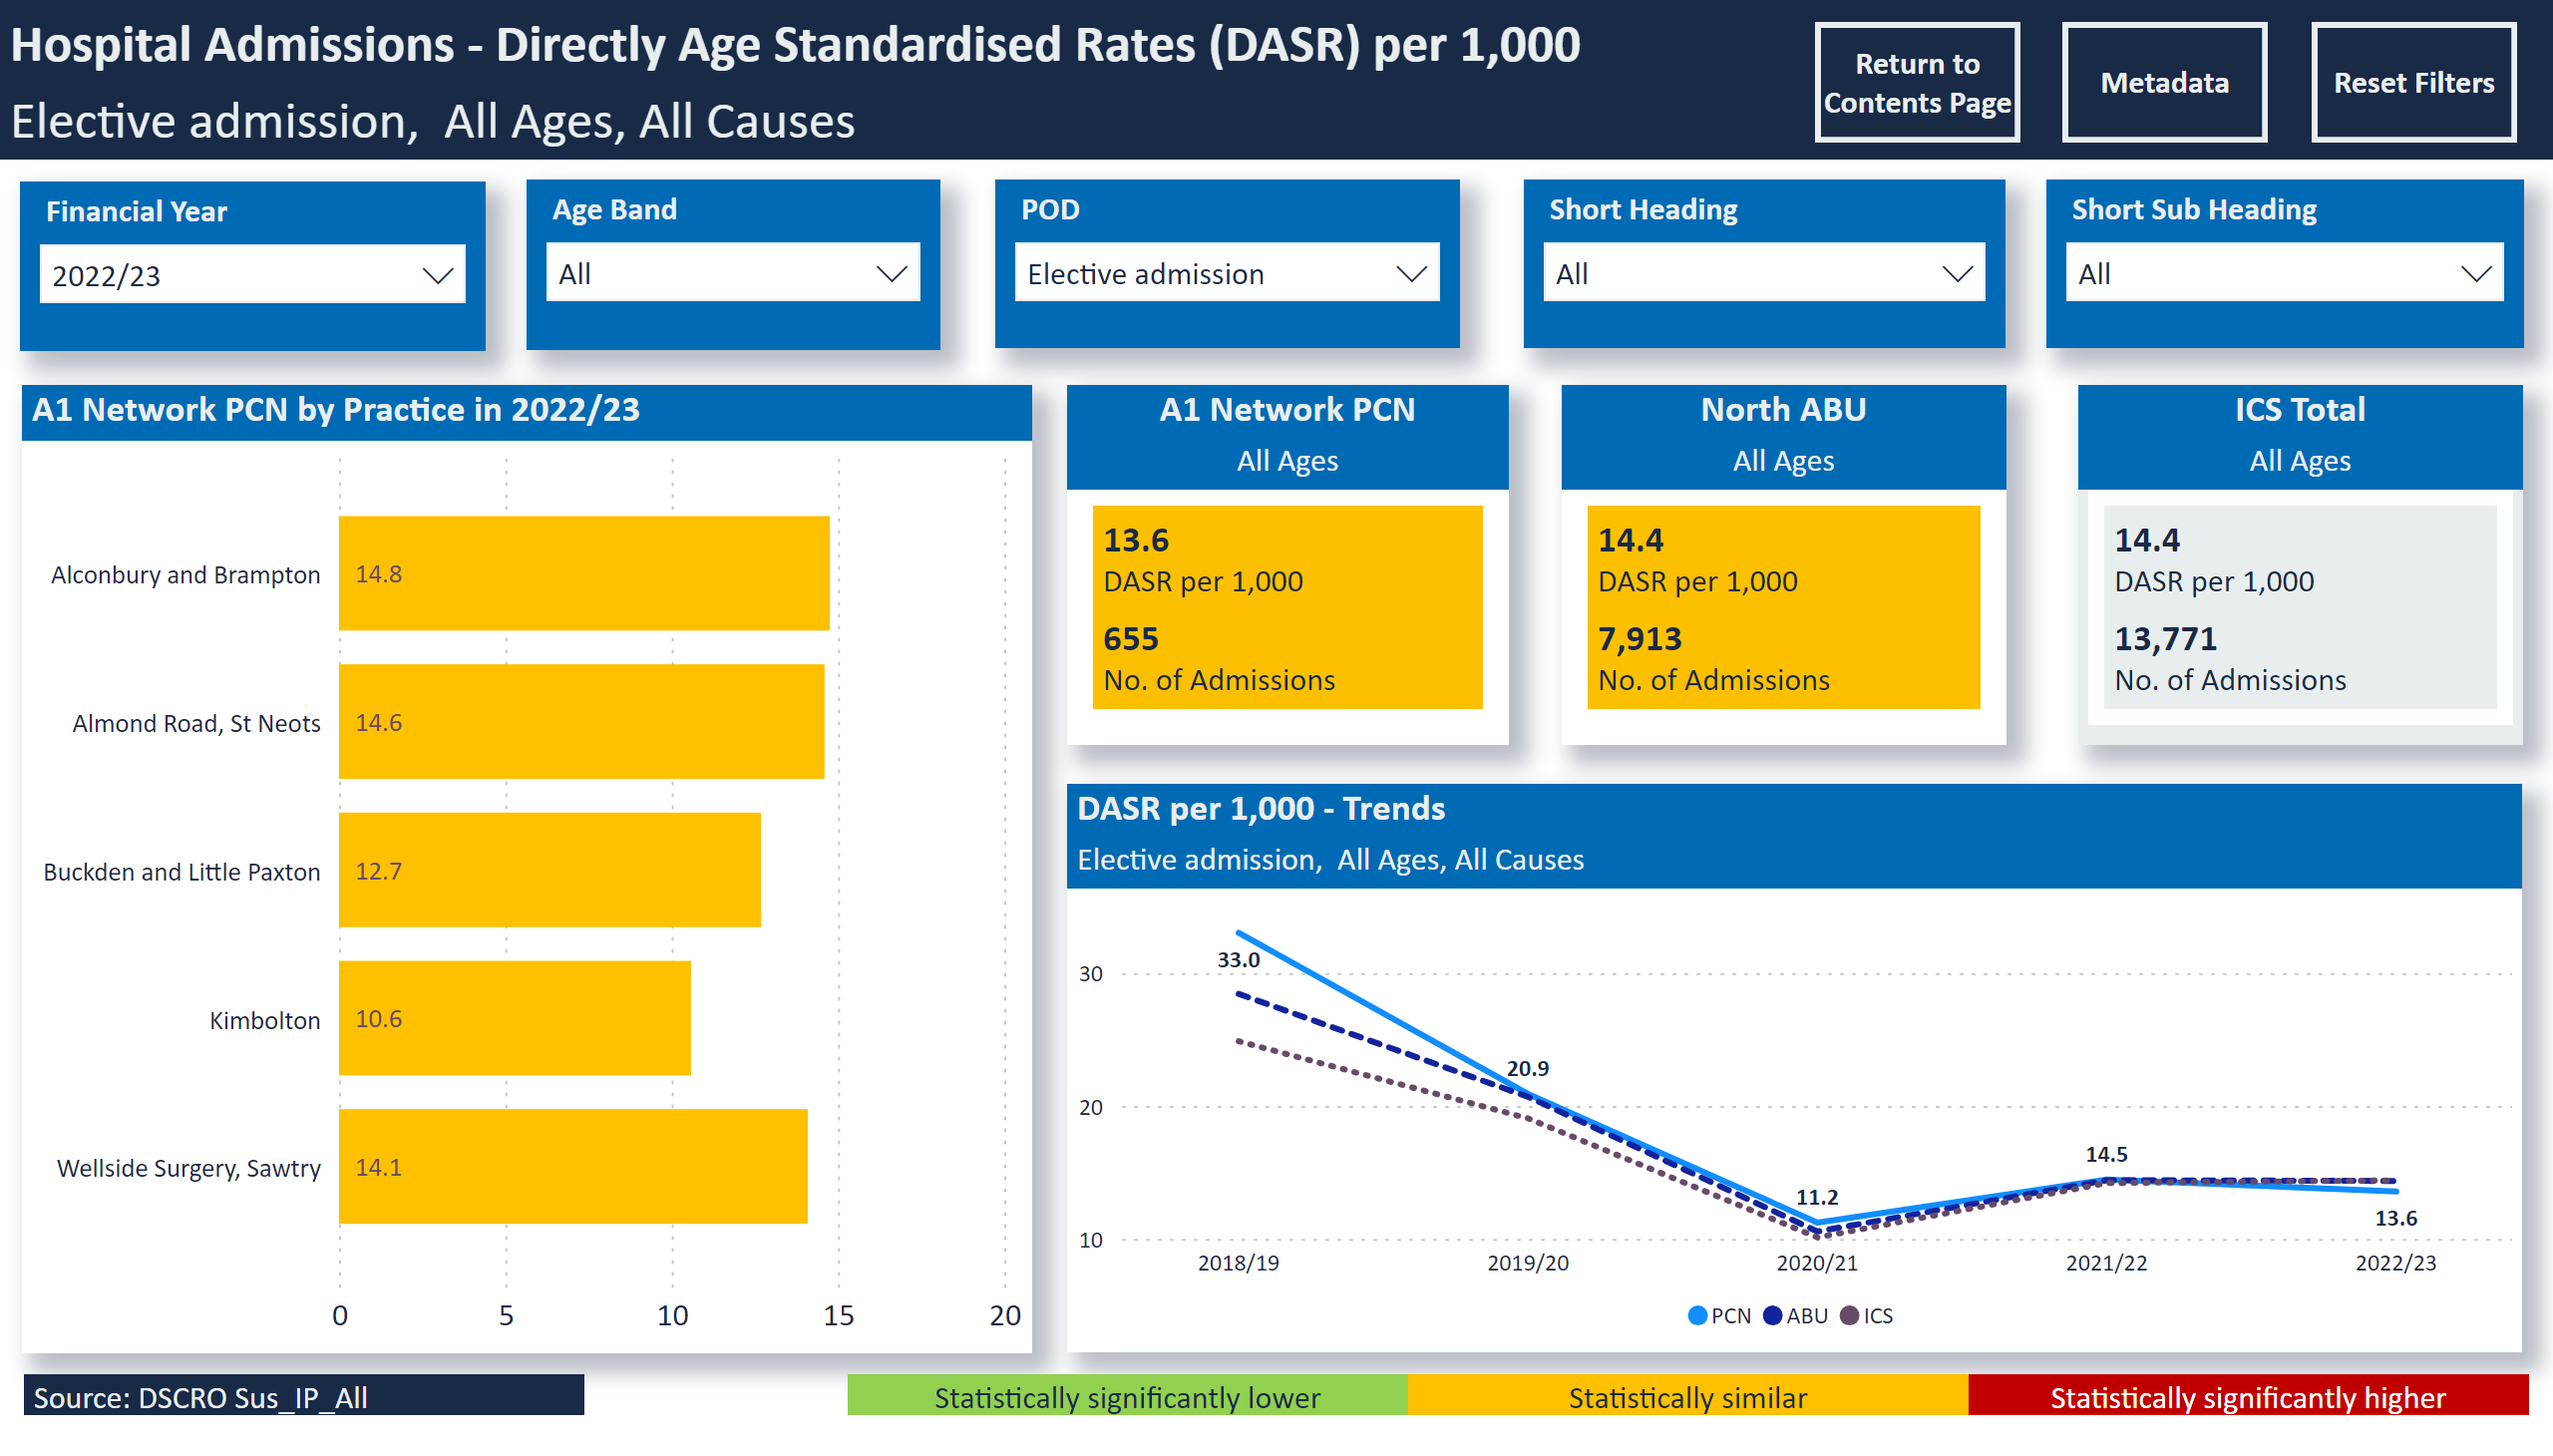 Hospital Admissions - Directly Age Standardised Rates (DASR) per 1,000
Elective admission,  All Ages, All Causes
Return to
Contents Page
Metadata
Reset Filters
Financial Year
2022/23
Age Band
All
POD
Elective admission
Short Heading
All
Short Sub Heading
All
A1 Network PCN by Practice in 2022/23
Alconbury and Brampton
14.8
Almond Road, St Neots
14.6
Buckden and Little Paxton
12.7
Kimbolton
10.6
Wellside Surgery, Sawtry
14.1
0 5 10 15 20
A1 Network PCN
All Ages
13.6
DASR per 1,000
655
No. of Admissions
North ABU
All Ages
14.4
DASR per 1,000
7,913
No. of Admissions
ICS Total
All Ages
14.4
DASR per 1,000
13,771
No. of Admissions
DASR per 1,000 - Trends
Elective admission,  All Ages, All Causes
33.0
30
20.9
20
14.5
11.2
13.6
10
2018/19 2019/20 2020/21 2021/22 2022/23
PCN ABU ICS
Source: DSCRO Sus_IP_All
Statistically significantly lower
Statistically similar
Statistically significantly higher